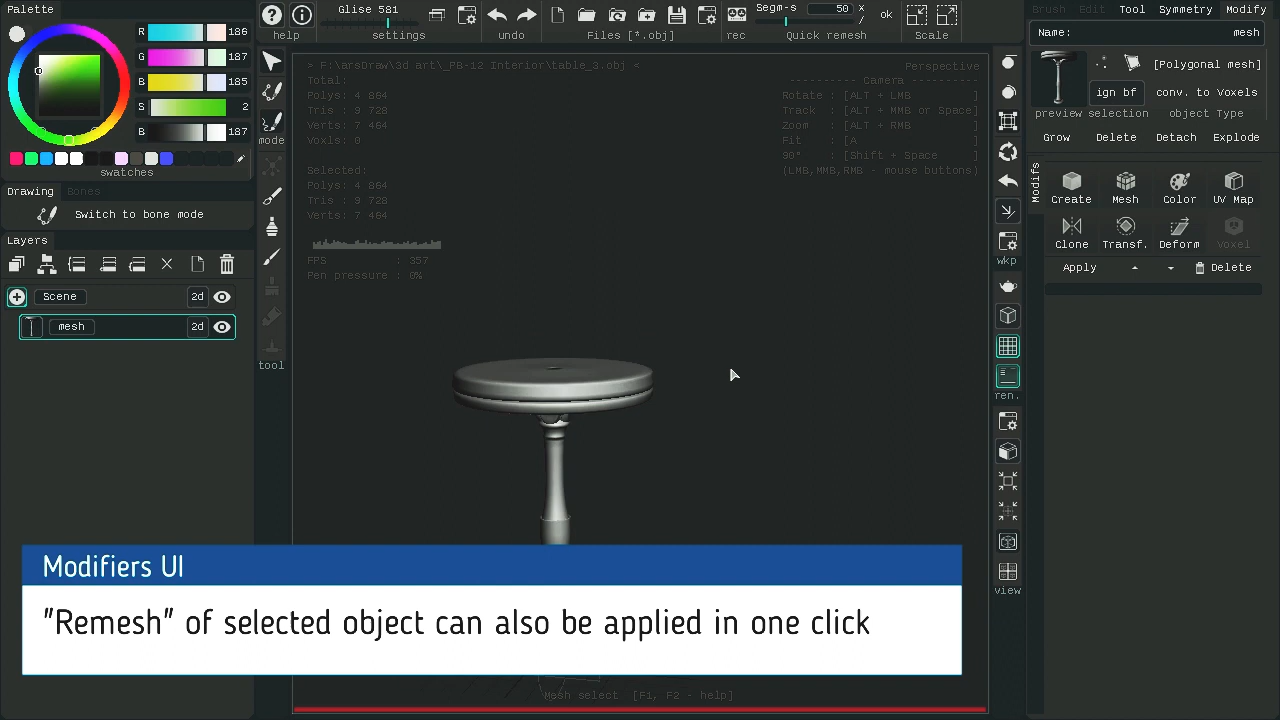 Palette
R 186
G 187
B 185
S 2
B 187
swatches
Drawing Bones
Switch to bone mode
Layers
Scene 2d
mesh 2d
help
Glise 581
settings
undo
Files [*.obj]
rec
Segm-s 50 x
/
ok
Quick remesh
Scale
mode
tool
> F:\ansDraw\3d art\_PB-12 Interior\table_3.obj <
Total:
Polys: 4 864
Tris : 9 728
Verts: 7 464
Voxls: 0
Selected:
Polys: 4 864
Tris : 9 728
Verts: 7 464
FPS : 357
Pen pressure : 0%
Perspective
---------- Camera ----------
Rotate : [ALT + LMB ]
Track : [ALT + MMB or Space]
Zoom : [ALT + RMB ]
Fit : [A ]
90° : [Shift + Space ]
(LMB,MMB,RMB - mouse buttons)
wkp
ren.
view
Brush Edit Tool Symmetry Modify
Name: mesh
[Polygonal mesh]
ign bf conv. to Voxels
preview selection object Type
Grow Delete Detach Explode
Modifs
Create Mesh Color UV Map
Clone Transf. Deform Voxel
Apply Delete
Modifiers UI
"Remesh" of selected object can also be applied in one click
Mesh select [F1, F2 - help]